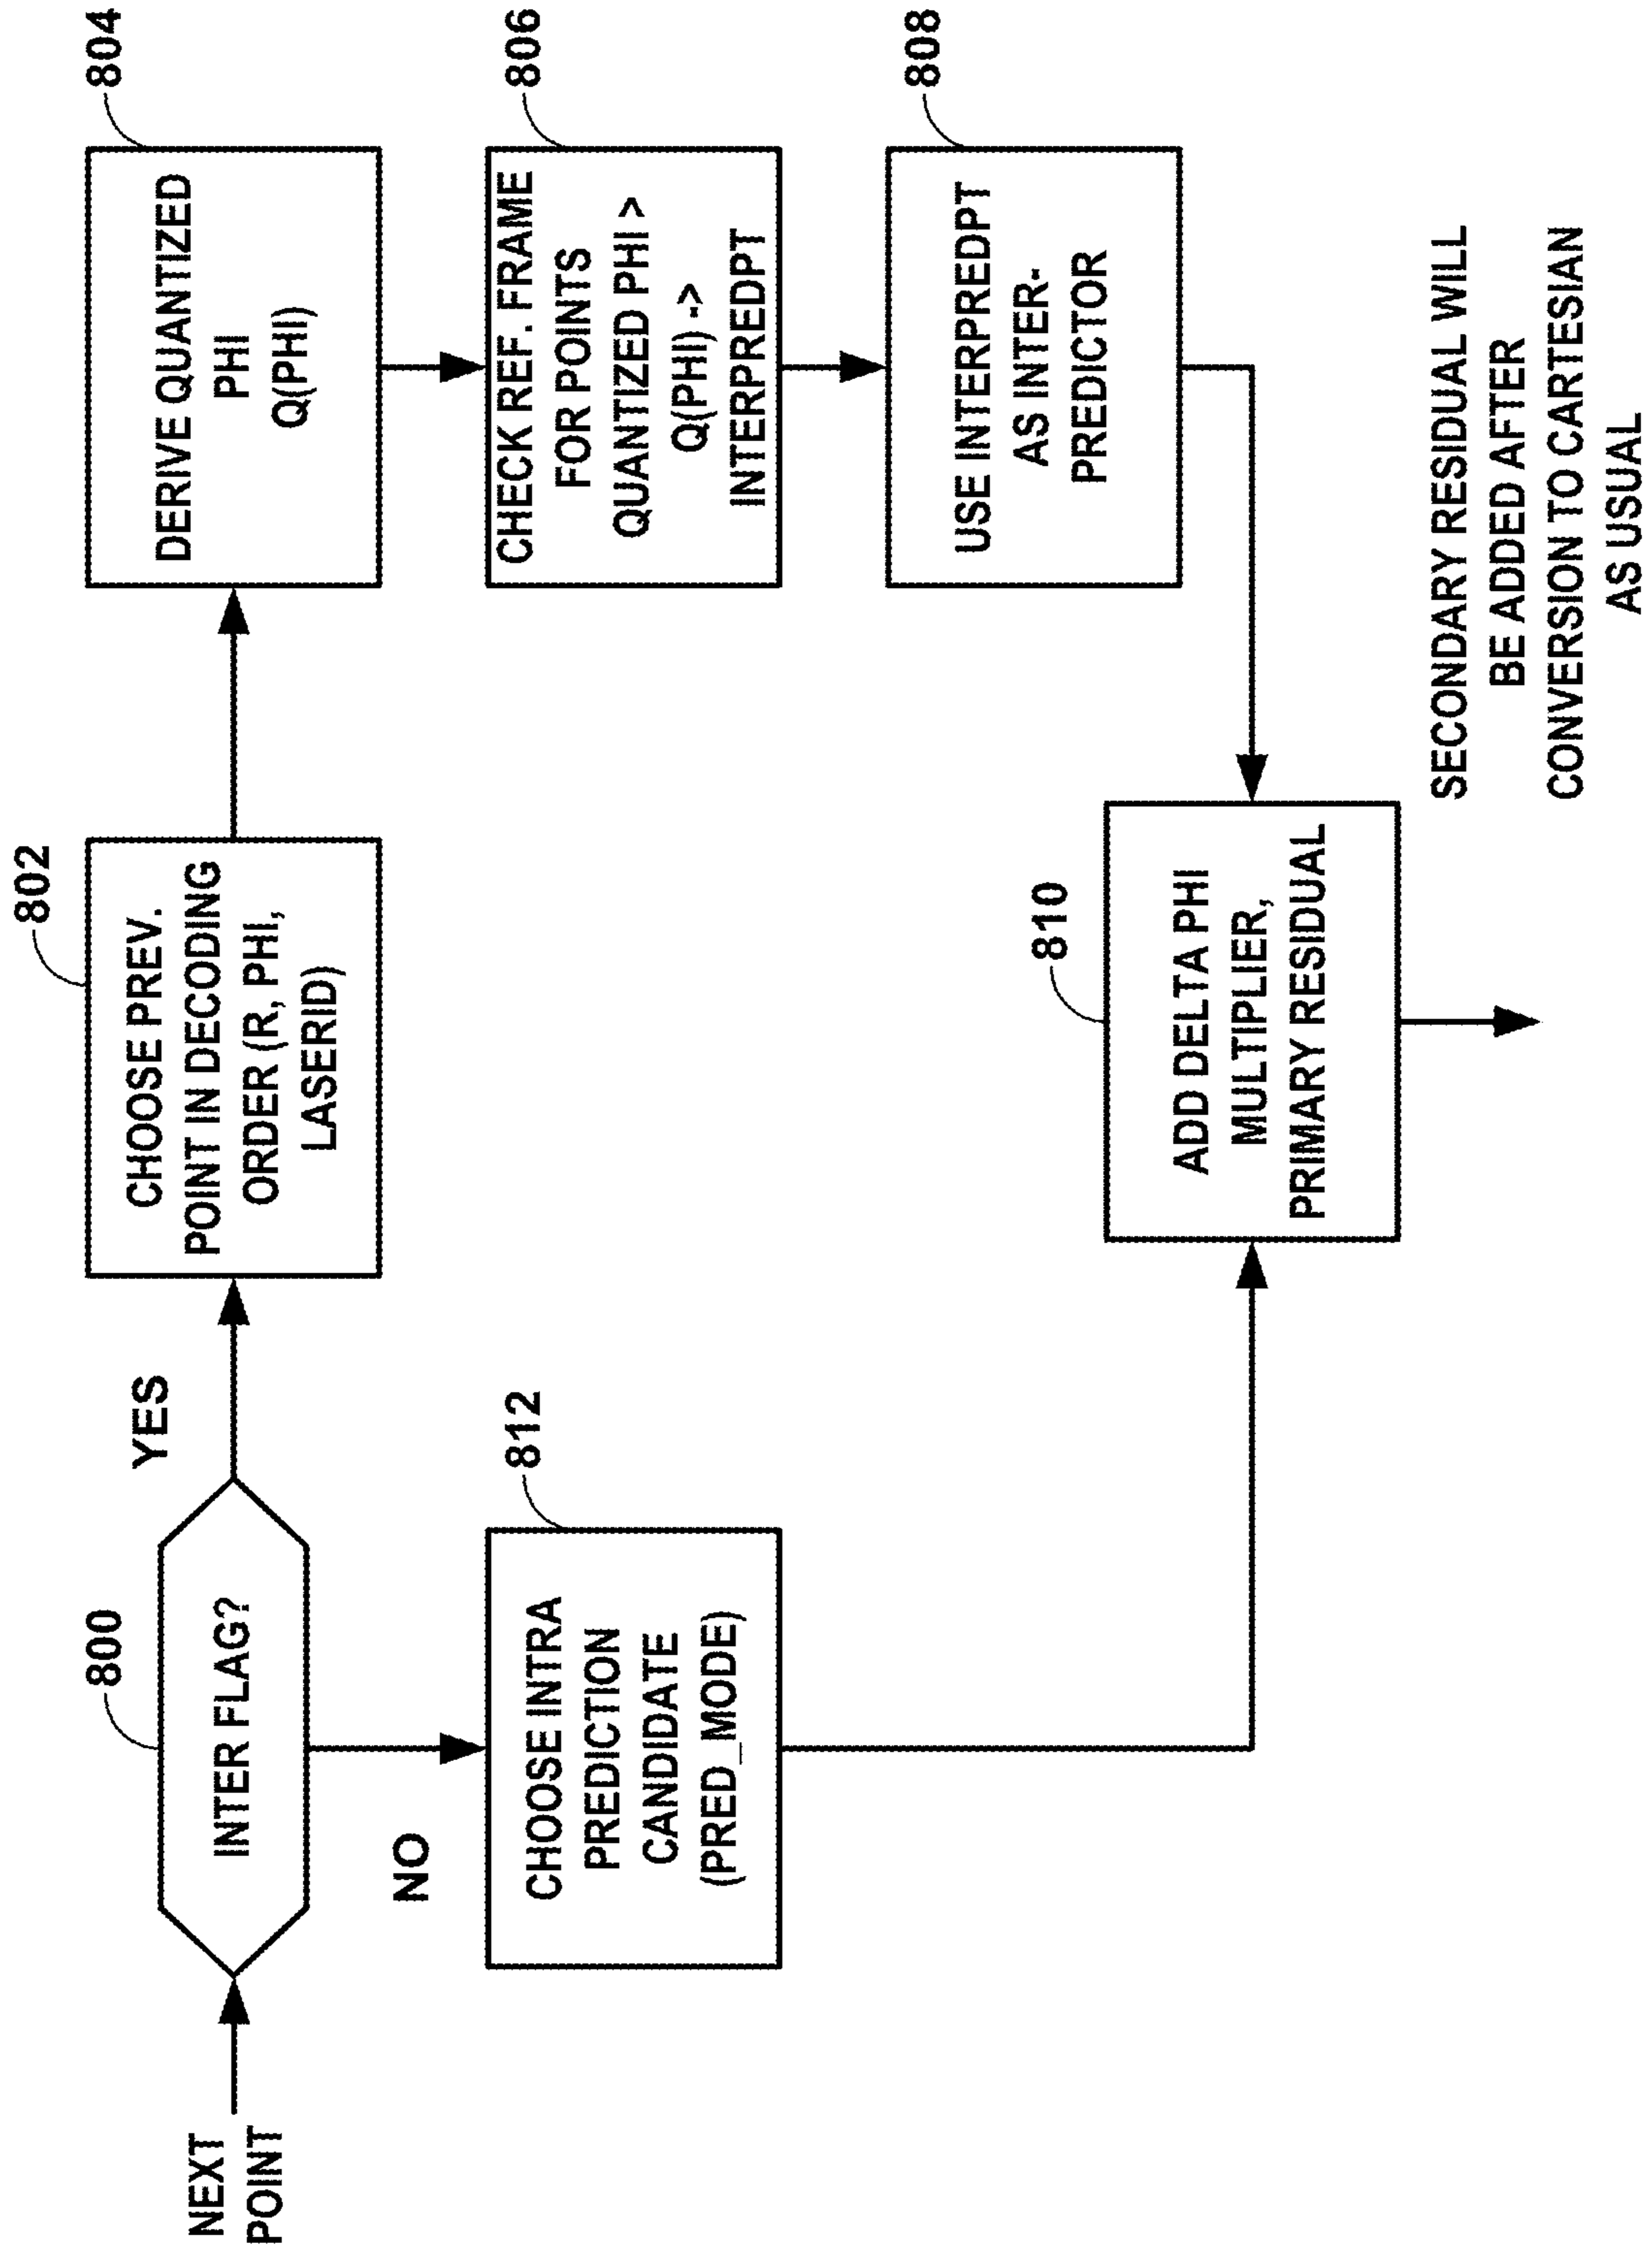 NEXT
POINT
800
INTER FLAG?
YES
NO
802
CHOOSE PREV.
POINT IN DECODING
ORDER (R, PHI,
LASERID)
804
DERIVE QUANTIZED
PHI
Q(PHI)
806
CHECK REF. FRAME
FOR POINTS
QUANTIZED PHI >
Q(PHI) ->
INTERPREDPT
808
USE INTERPREDPT
AS INTER-
PREDICTOR
812
CHOOSE INTRA
PREDICTION
CANDIDATE
(PRED_MODE)
810
ADD DELTA PHI
MULTIPLIER,
PRIMARY RESIDUAL
SECONDARY RESIDUAL WILL
BE ADDED AFTER
CONVERSION TO CARTESIAN
AS USUAL